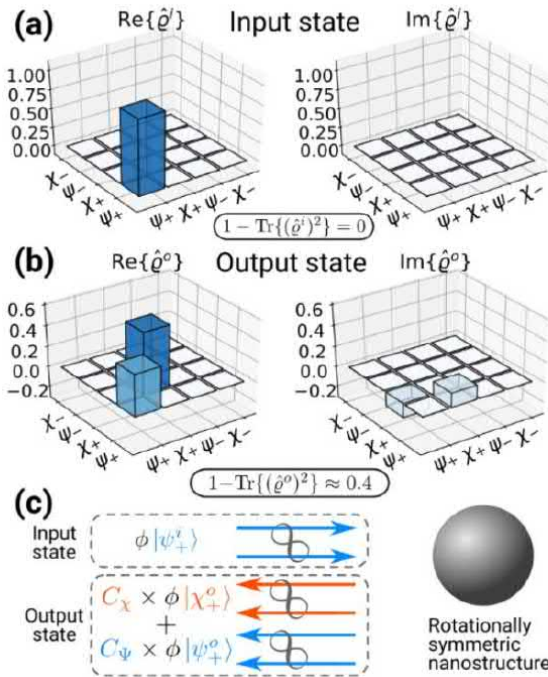 (a) Re{ϱ̂ⁱ} Input state Im{ϱ̂ⁱ}
1.00
0.75
0.50
0.25
0.00
χ₋ ψ₋ χ₊ ψ₊
ψ₊ χ₊ ψ₋ χ₋
1.00
0.75
0.50
0.25
0.00
χ₋ ψ₋ χ₊ ψ₊
ψ₊ χ₊ ψ₋ χ₋
1 − Tr{(ϱ̂ⁱ)²} = 0
(b) Re{ϱ̂ᵒ} Output state Im{ϱ̂ᵒ}
0.6
0.4
0.2
0.0
−0.2
χ₋ ψ₋ χ₊ ψ₊
ψ₊ χ₊ ψ₋ χ₋
0.6
0.4
0.2
0.0
−0.2
χ₋ ψ₋ χ₊ ψ₊
ψ₊ χ₊ ψ₋ χ₋
1−Tr{(ϱ̂ᵒ)²} ≈ 0.4
(c)
Input
state
ϕ |ψ₊ⁱ⟩
Output
state
C_χ × ϕ |χ₊ᵒ⟩
+
C_Ψ × ϕ |ψ₊ᵒ⟩
Rotationally
symmetric
nanostructure